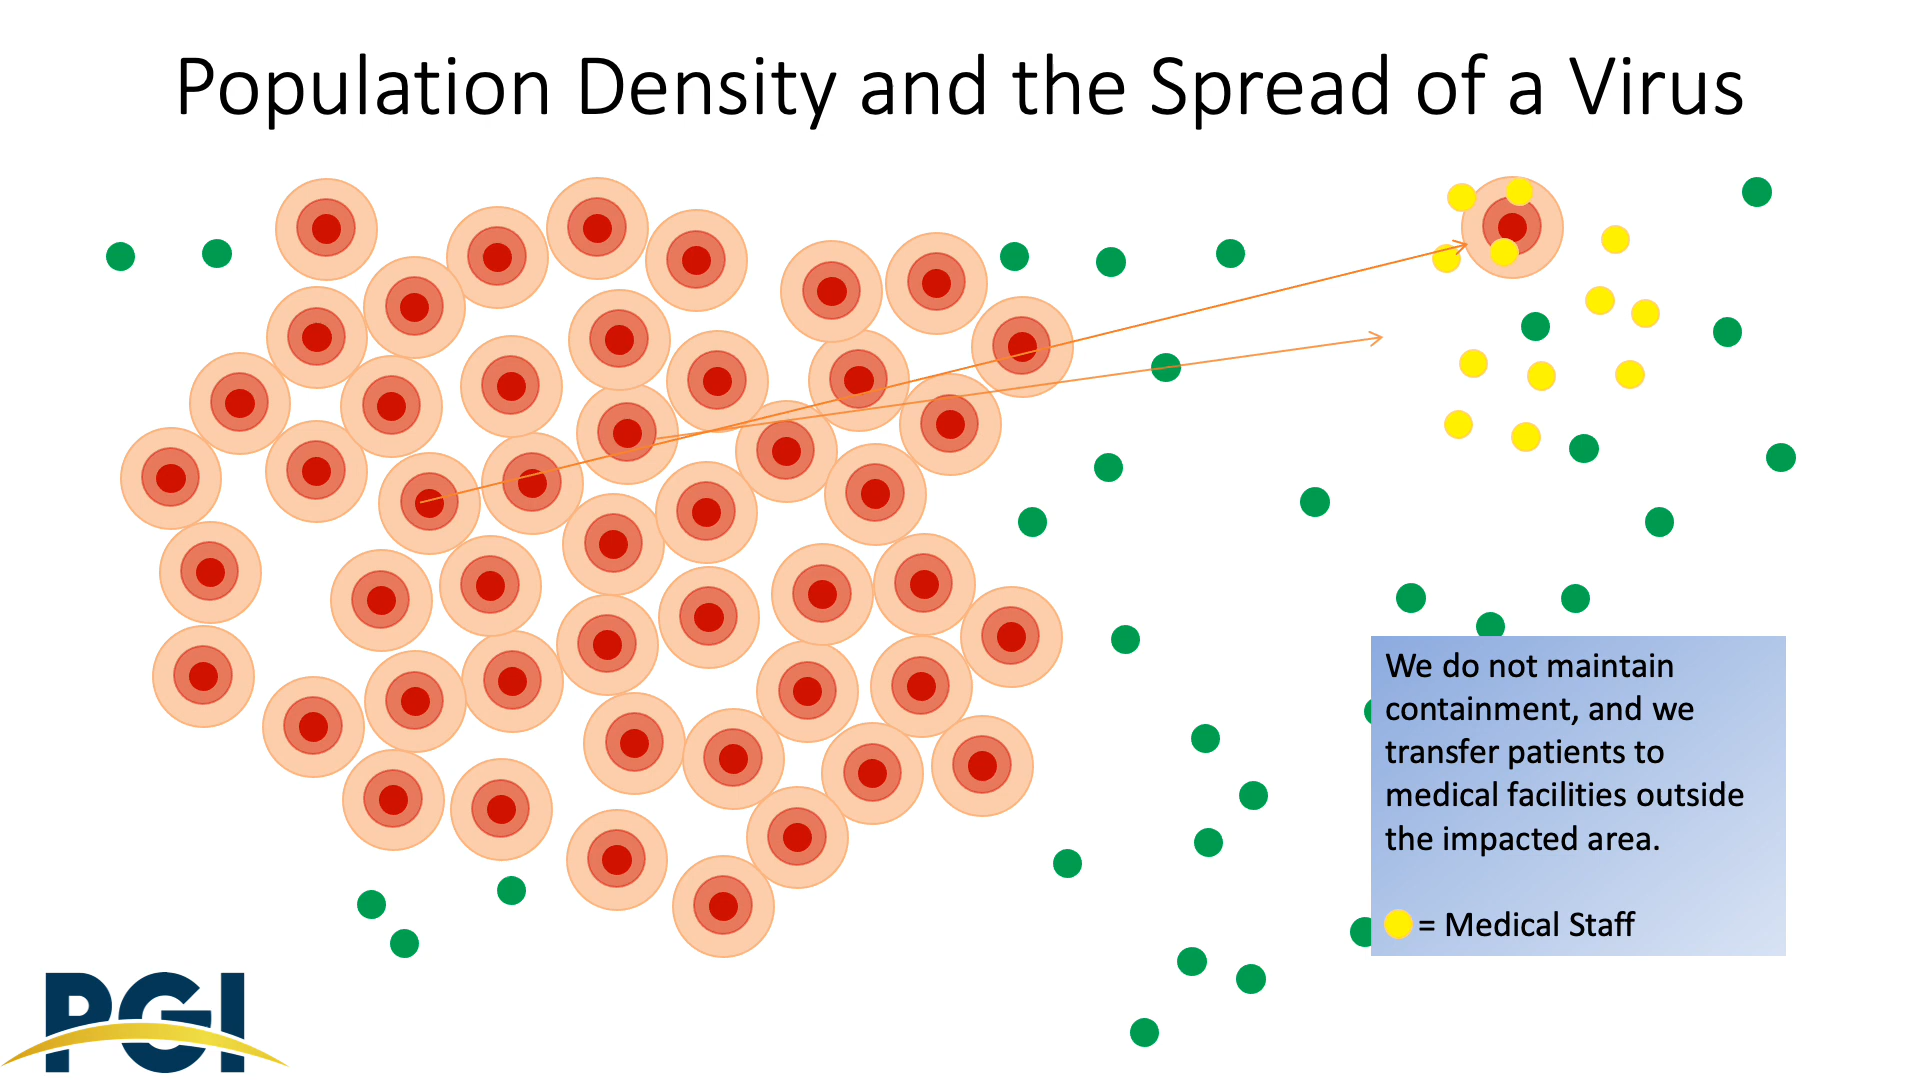 Population Density and the Spread of a Virus
We do not maintain
containment, and we
transfer patients to
medical facilities outside
the impacted area.
= Medical Staff
PGI